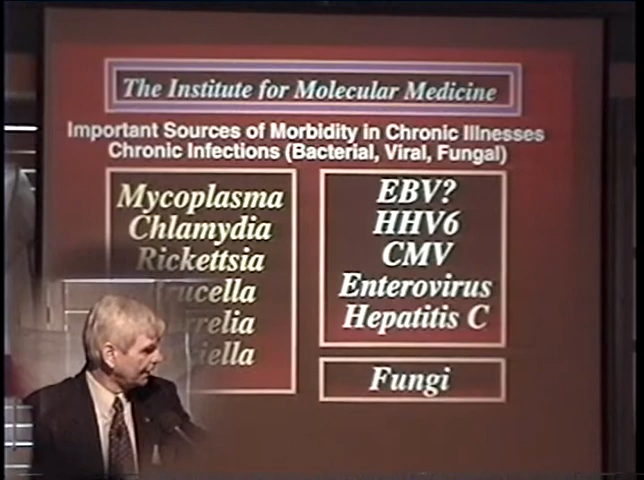 The Institute for Molecular Medicine
Important Sources of Morbidity in Chronic Illnesses
Chronic Infections (Bacterial, Viral, Fungal)
Mycoplasma
Chlamydia
Rickettsia
EBV?
HHV6
CMV
Enterovirus
Hepatitis C
Fungi